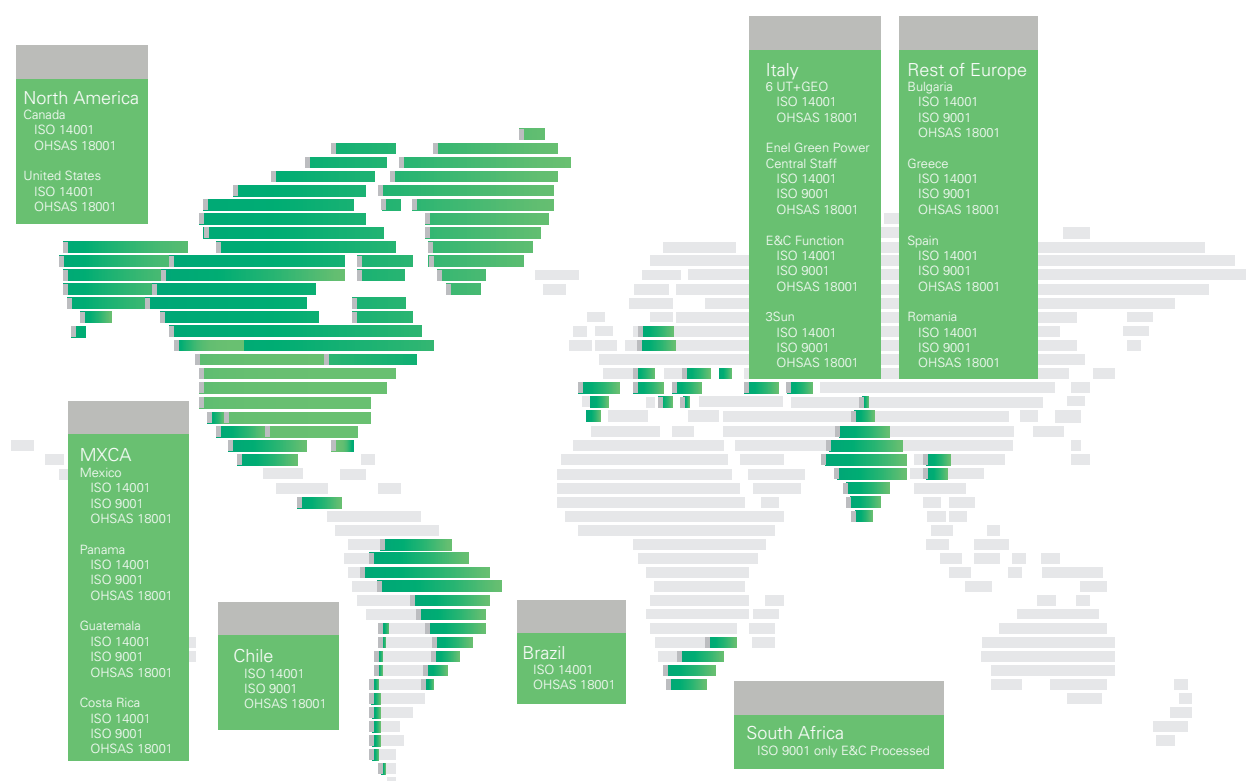 North America
Canada
ISO 14001
OHSAS 18001
United States
ISO 14001
OHSAS 18001
Italy
6 UT+GEO
ISO 14001
OHSAS 18001
Enel Green Power
Central Staff
ISO 14001
ISO 9001
OHSAS 18001
E&C Function
ISO 14001
ISO 9001
OHSAS 18001
3Sun
ISO 14001
ISO 9001
OHSAS 18001
Rest of Europe
Bulgaria
ISO 14001
ISO 9001
OHSAS 18001
Greece
ISO 14001
ISO 9001
OHSAS 18001
Spain
ISO 14001
ISO 9001
OHSAS 18001
Romania
ISO 14001
ISO 9001
OHSAS 18001
MXCA
Mexico
ISO 14001
ISO 9001
OHSAS 18001
Panama
ISO 14001
ISO 9001
OHSAS 18001
Guatemala
ISO 14001
ISO 9001
OHSAS 18001
Costa Rica
ISO 14001
ISO 9001
OHSAS 18001
Chile
ISO 14001
ISO 9001
OHSAS 18001
Brazil
ISO 14001
OHSAS 18001
South Africa
ISO 9001 only E&C Processed